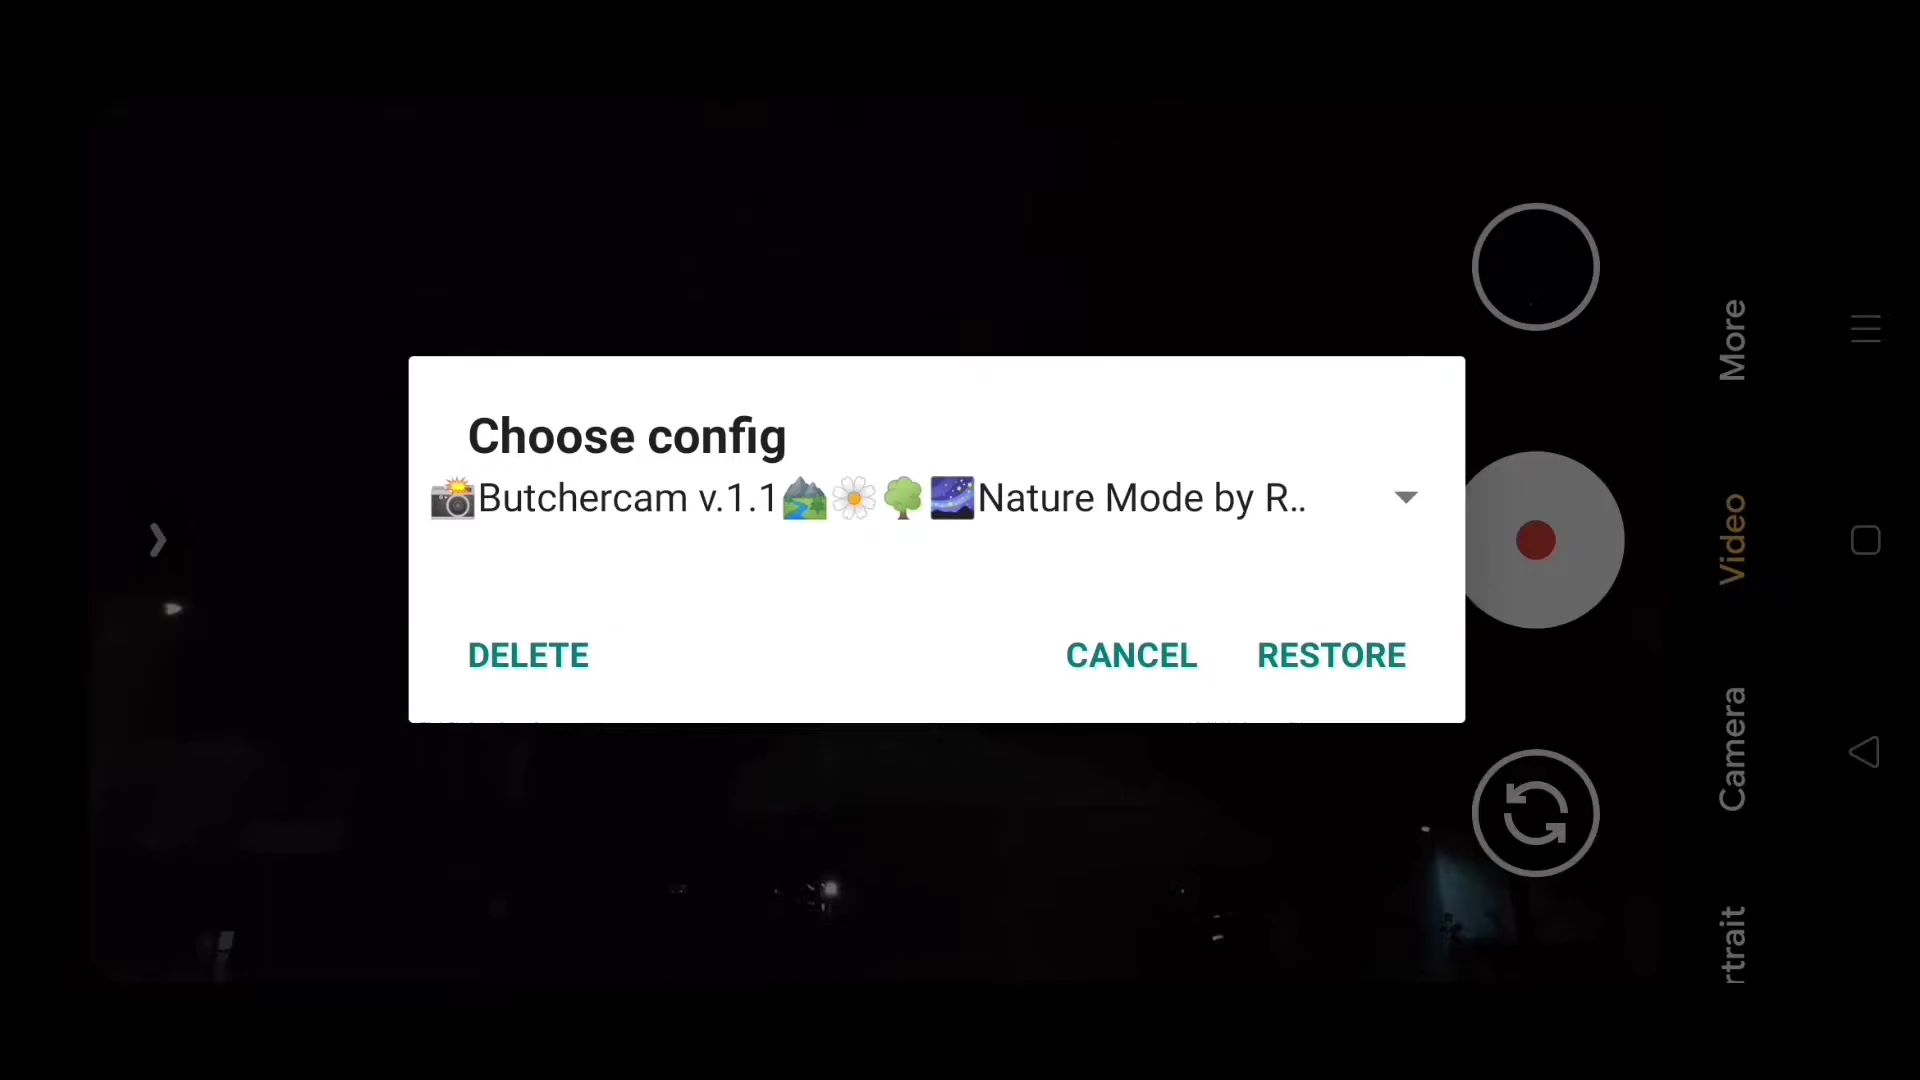 Choose config
📸Butchercam v.1.1🏞️🌼🌳🌌Nature Mode by R..
DELETE
CANCEL
RESTORE
More
Video
Camera
rtrait